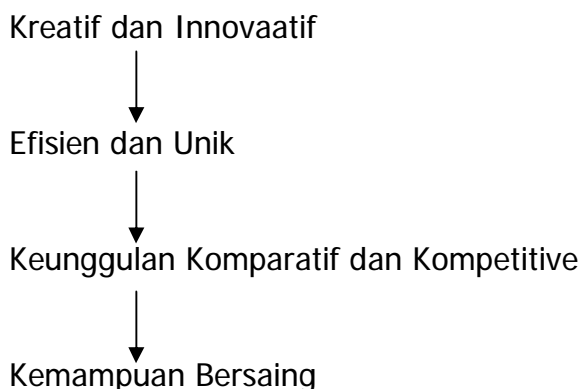 Kreatif dan Innovaatif
Efisien dan Unik
Keunggulan Komparatif dan Kompetitive
Kemampuan Bersaing